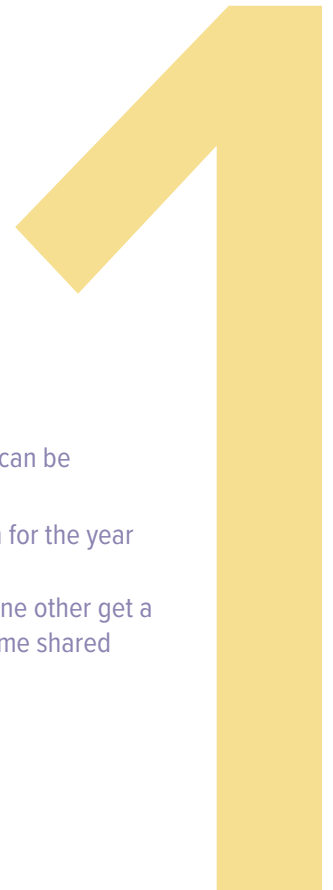 1
can be
for the year
ne other get a
me shared